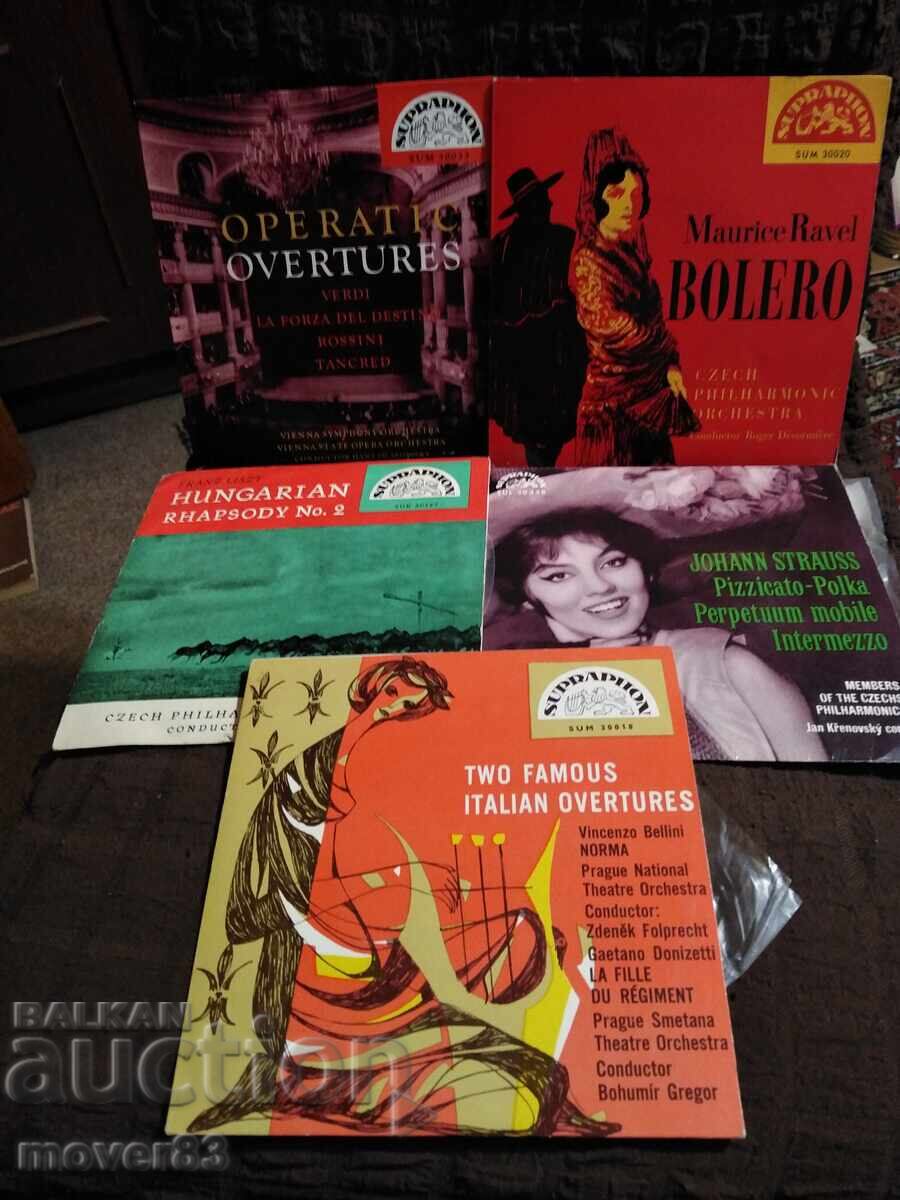 SUPRAPHON
OPERATIC
OVERTURES
VERDI
LA FORZA DEL DESTINO
ROSSINI
TANCRED
VIENNA SYMPHONY ORCHESTRA
VIENNA STATE OPERA ORCHESTRA
SUPRAPHON
SUM 30020
Maurice Ravel
BOLERO
CZECH
PHILHARMONIC
ORCHESTRA
Conductor Roger Désormière
FRANZ LISZT
HUNGARIAN
RHAPSODY No. 2
SUPRAPHON
CZECH PHILHA
CONDUCT
SUPRAPHON
JOHANN STRAUSS
Pizzicato-Polka
Perpetuum mobile
Intermezzo
MEMBERS
OF THE CZECH
PHILHARMONIC
Jan Křenovský con
SUPRAPHON
SUM 30018
TWO FAMOUS
ITALIAN OVERTURES
Vincenzo Bellini
NORMA
Prague National
Theatre Orchestra
Conductor:
Zdeněk Folprecht
Gaetano Donizetti
LA FILLE
DU RÉGIMENT
Prague Smetana
Theatre Orchestra
Conductor
Bohumír Gregor
BALKAN
auction
mover83